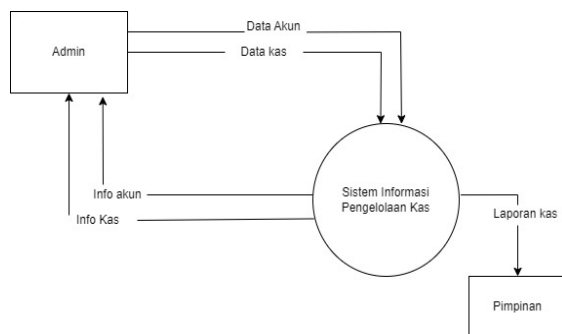 Data Akun
Admin
Data kas
Info akun
Sistem Informasi
Pengelolaan Kas
Info Kas
Laporan kas
Pimpinan